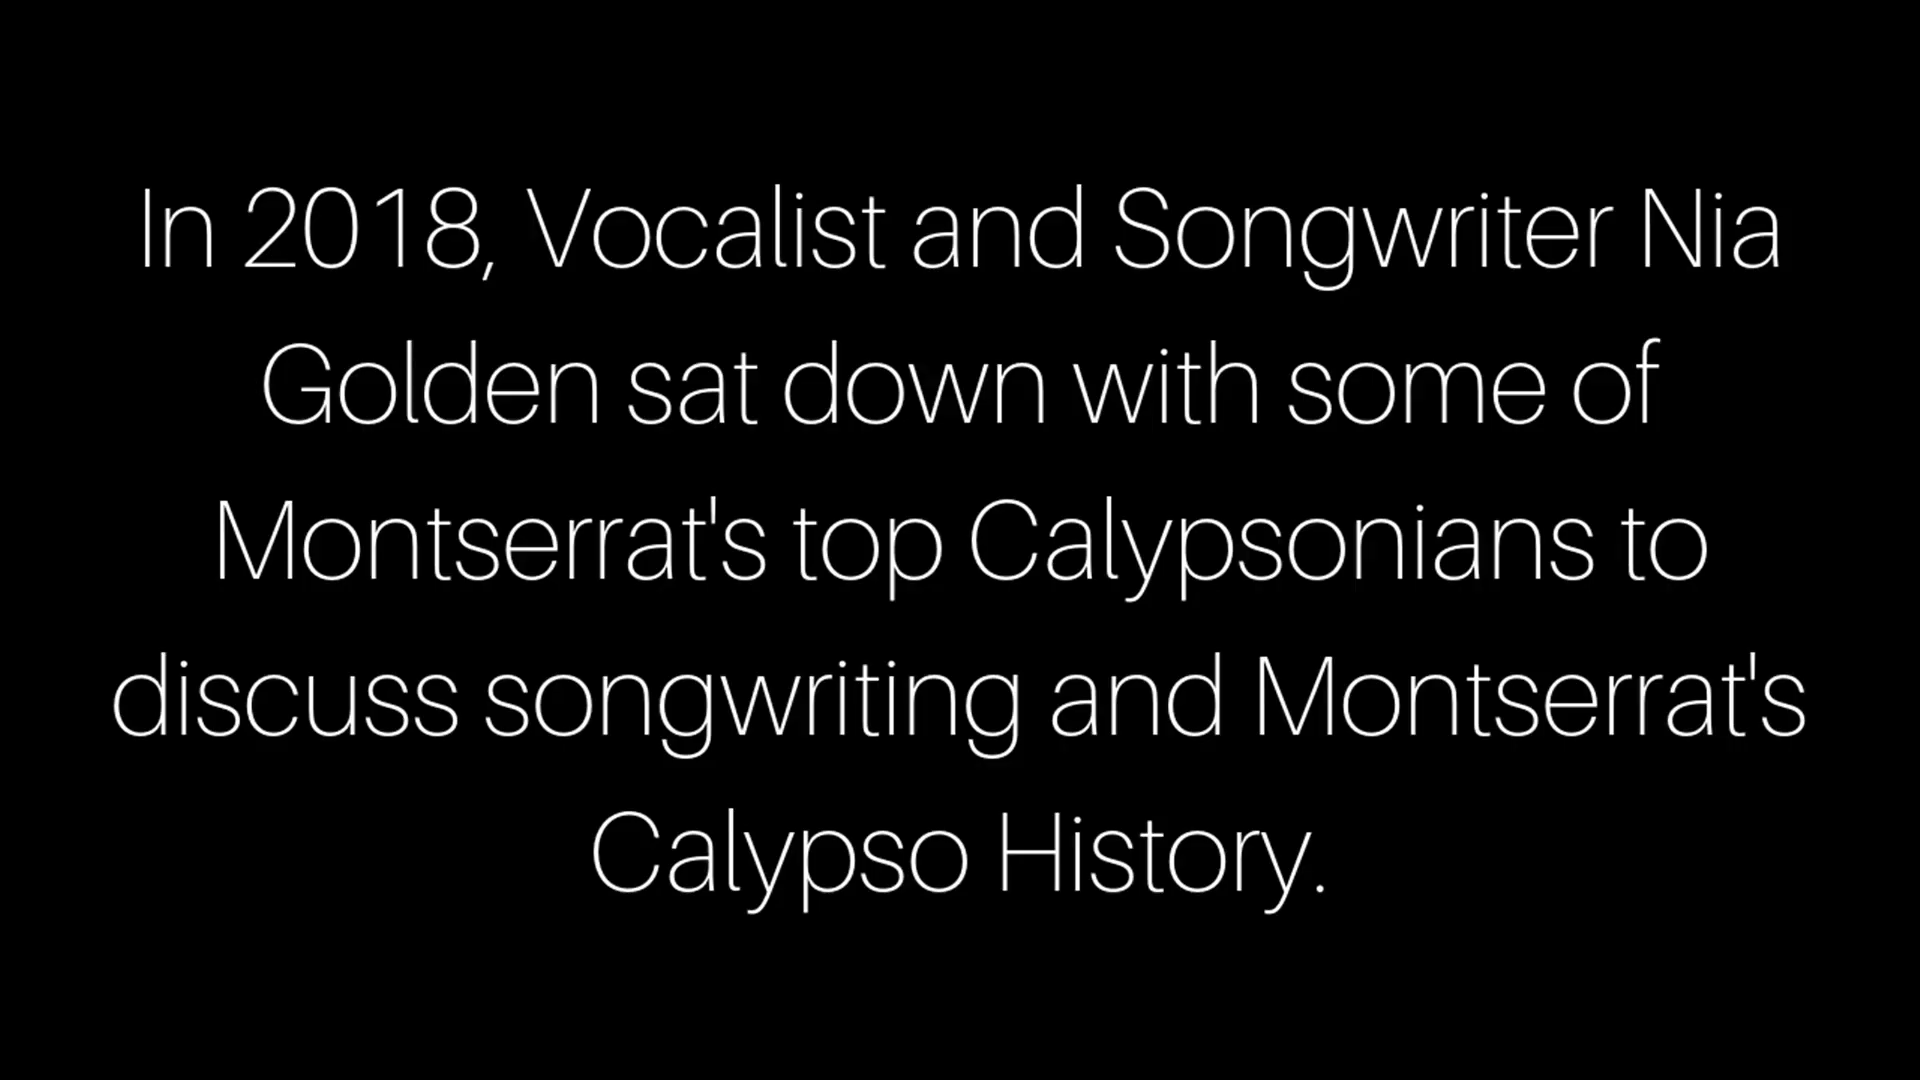 In 2018, Vocalist and Songwriter Nia
Golden sat down with some of
Montserrat's top Calypsonians to
discuss songwriting and Montserrat's
Calypso History.